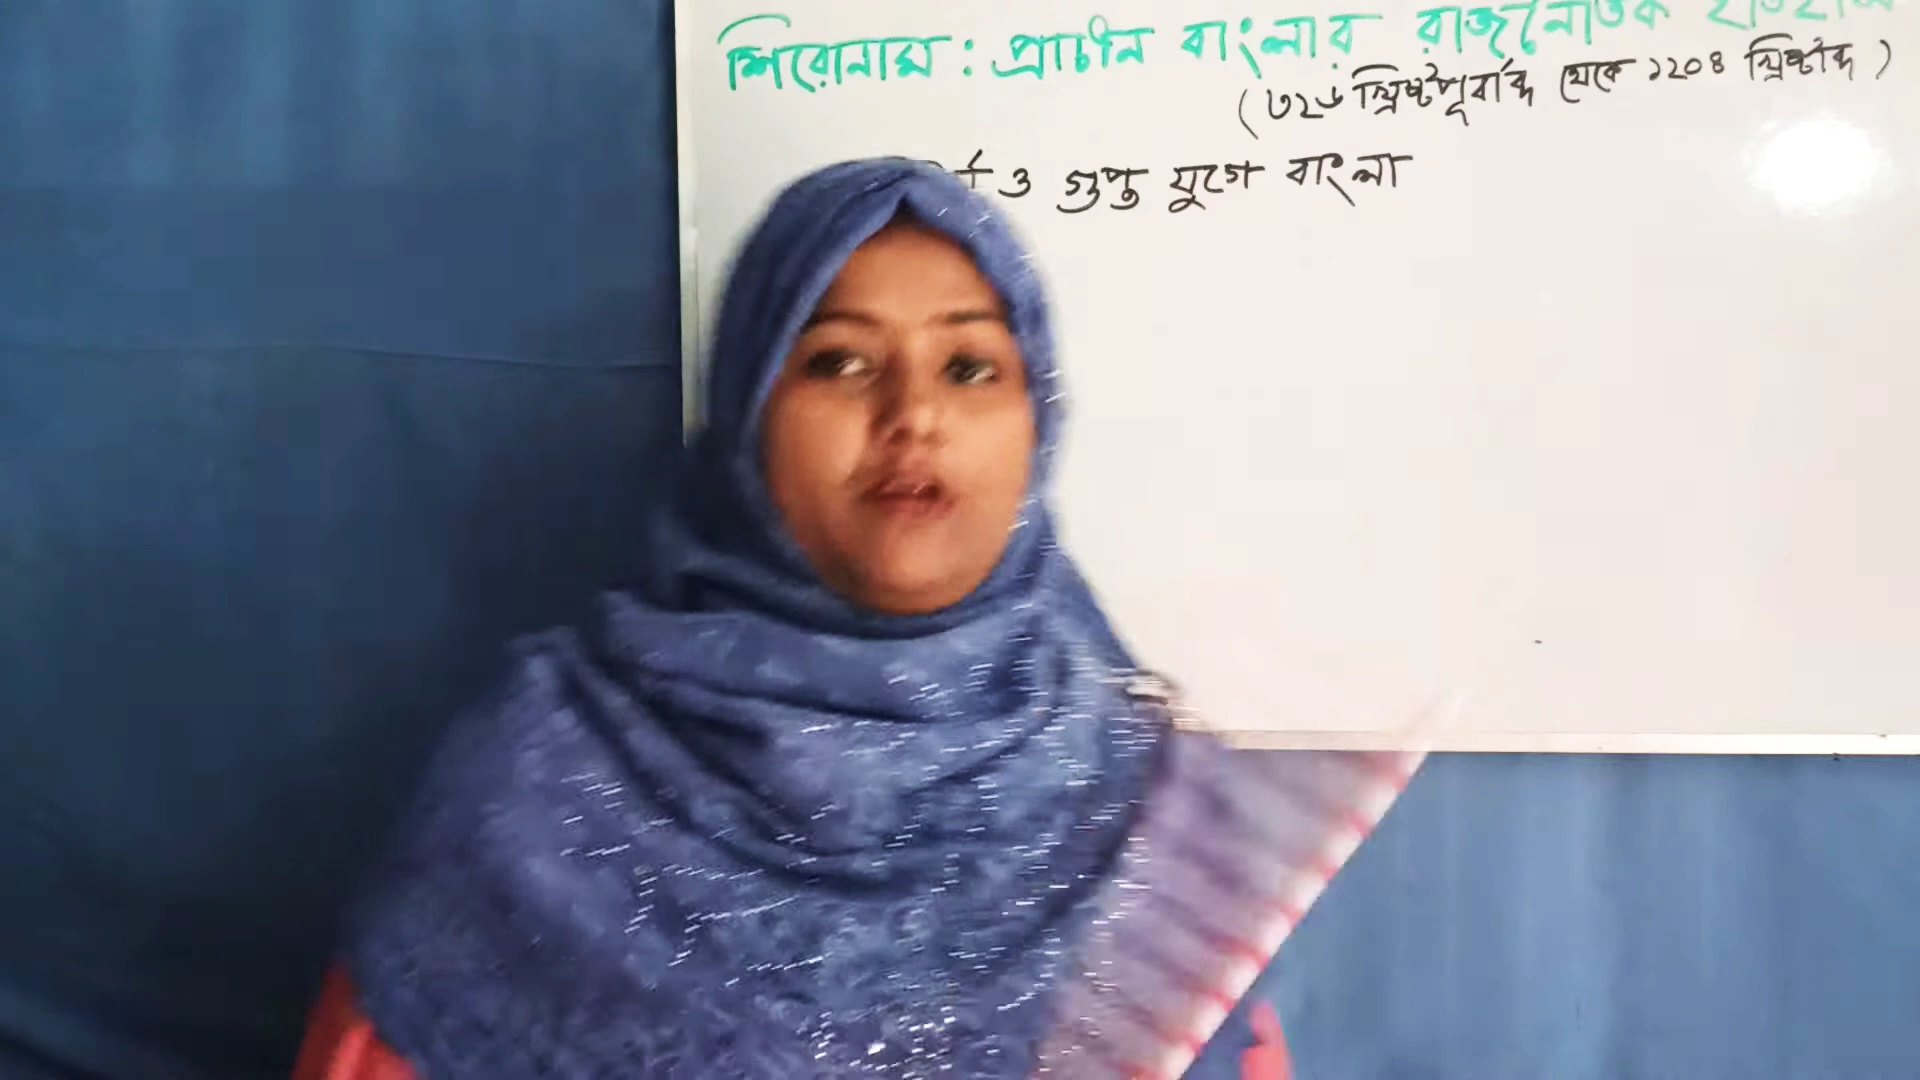 শিরোনাম : প্রাচীন বাংলার রাজনৈতিক
(৩২৬ খ্রিষ্টপূর্বাব্দ থেকে ১২০৪ খ্রিষ্টাব্দ)
ও গুপ্ত যুগে বাংলা